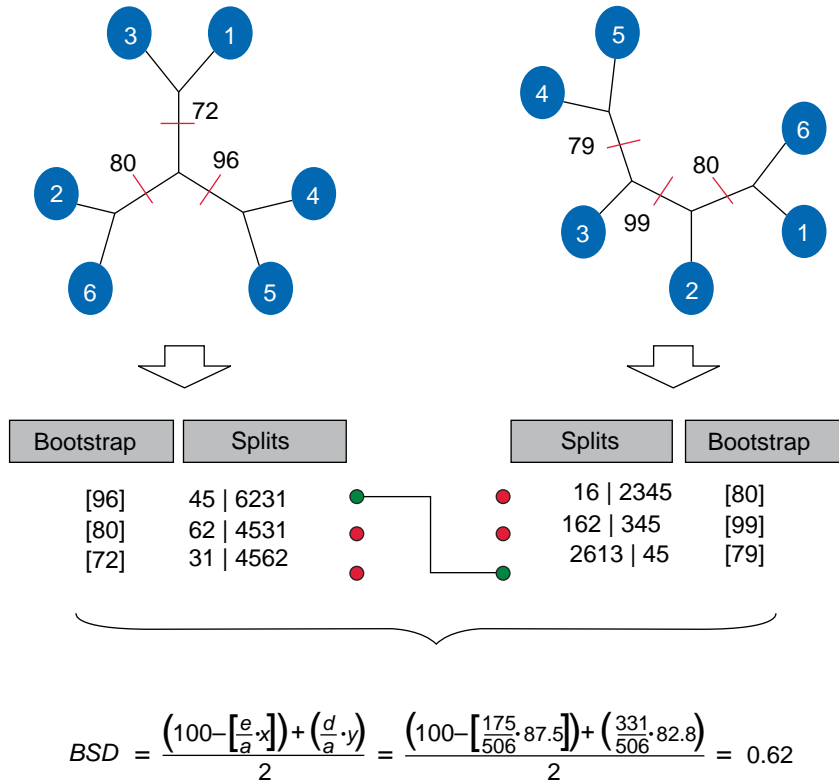 3 1
72
80 96
2 4
6 5
5
4
6
79
80
3
99
1
2
Bootstrap Splits
[96] 45 | 6231
[80] 62 | 4531
[72] 31 | 4562
Splits Bootstrap
16 | 2345 [80]
162 | 345 [99]
2613 | 45 [79]
BSD = ((100–[e/a·x])+(d/a·y))/2 = ((100–[175/506·87.5])+(331/506·82.8))/2 = 0.62